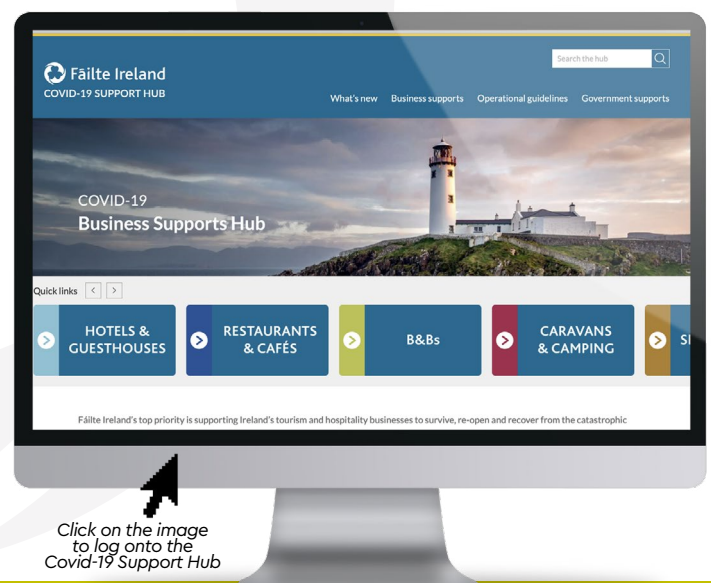 Fāilte Ireland
COVID-19 SUPPORT HUB
Search the hub
What's new Business supports Operational guidelines Government supports
COVID-19
Business Supports Hub
Quick links
HOTELS &
GUESTHOUSES
RESTAURANTS
& CAFÉS
B&Bs
CARAVANS
& CAMPING
Fáilte Ireland's top priority is supporting Ireland's tourism and hospitality businesses to survive, re-open and recover from the catastrophic
Click on the image
to log onto the
Covid-19 Support Hub